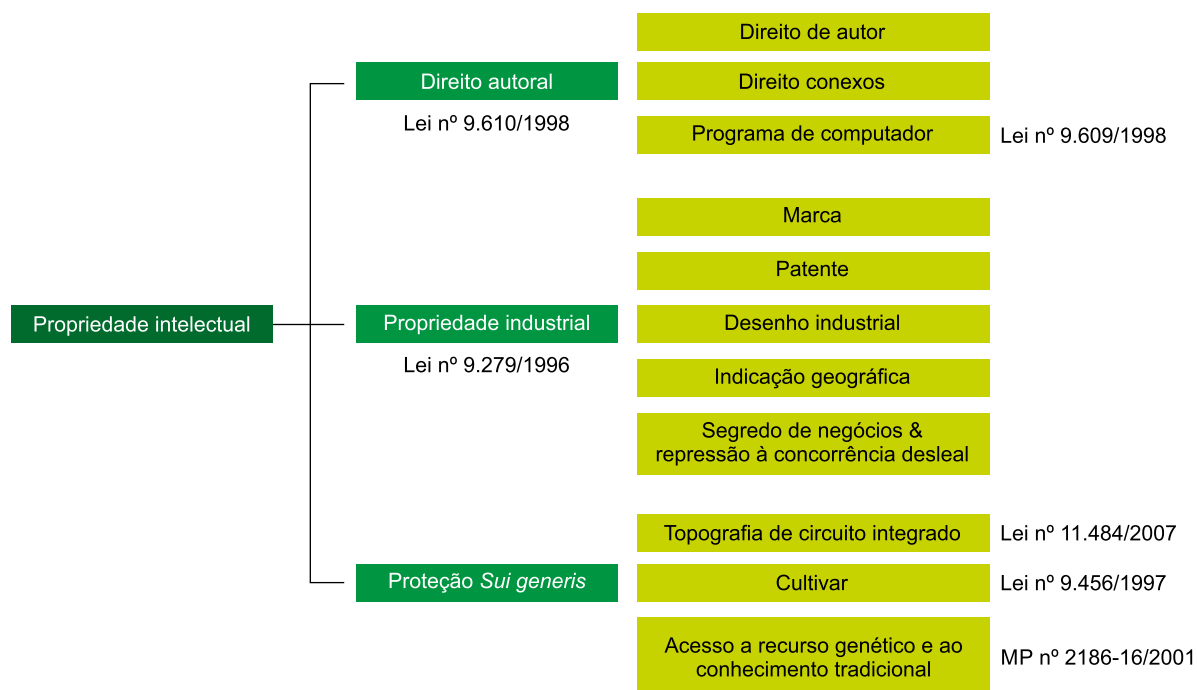 Direito de autor
Direito autoral
Direito conexos
Lei nº 9.610/1998
Programa de computador
Lei nº 9.609/1998
Marca
Patente
Propriedade intelectual
Propriedade industrial
Desenho industrial
Lei nº 9.279/1996
Indicação geográfica
Segredo de negócios &
repressão à concorrência desleal
Topografia de circuito integrado
Lei nº 11.484/2007
Proteção Sui generis
Cultivar
Lei nº 9.456/1997
Acesso a recurso genético e ao
conhecimento tradicional
MP nº 2186-16/2001